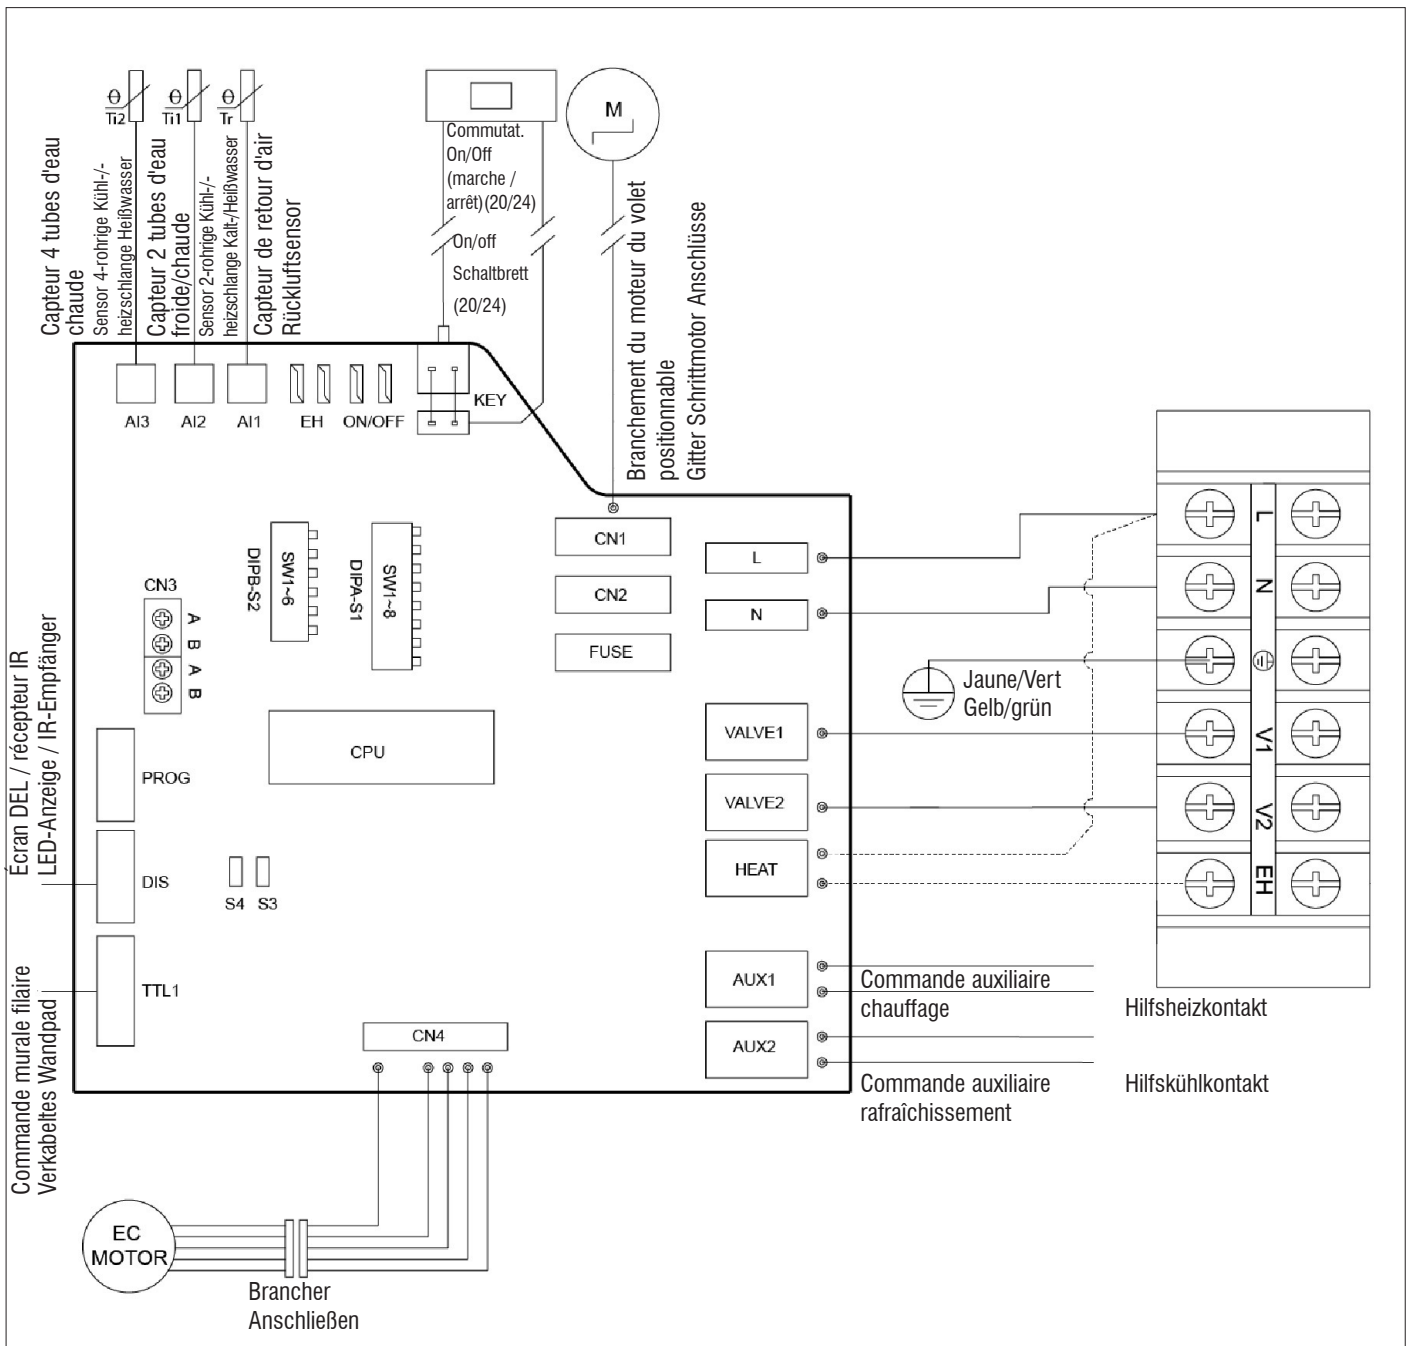 θ
Ti2
θ
Ti1
θ
Tr
Capteur 4 tubes d'eau
chaude
Sensor 4-rohrige Kühl-/-
heizschlange Heißwasser
Capteur 2 tubes d'eau
froide/chaude
Sensor 2-rohrige Kühl-/-
heizschlange Kalt-/Heißwasser
Capteur de retour d'air
Rückluftsensor
Commutat.
On/Off
(marche /
arrêt)(20/24)
On/off
Schaltbrett
(20/24)
M
Branchement du moteur du volet
positionnable
Gitter Schrittmotor Anschlüsse
AI3
AI2
AI1
EH
ON/OFF
KEY
DIPB-S2
SW1~6
DIPA-S1
SW1~8
CN1
CN2
FUSE
CN3
A
B
A
B
L
N
VALVE1
VALVE2
HEAT
AUX1
AUX2
CPU
PROG
DIS
TTL1
S4
S3
CN4
Écran DEL / récepteur IR
LED-Anzeige / IR-Empfänger
Commande murale filaire
Verkabeltes Wandpad
Jaune/Vert
Gelb/grün
L
N
V1
V2
EH
Commande auxiliaire
chauffage
Hilfsheizkontakt
Commande auxiliaire
rafraîchissement
Hilfskühlkontakt
EC
MOTOR
Brancher
Anschließen